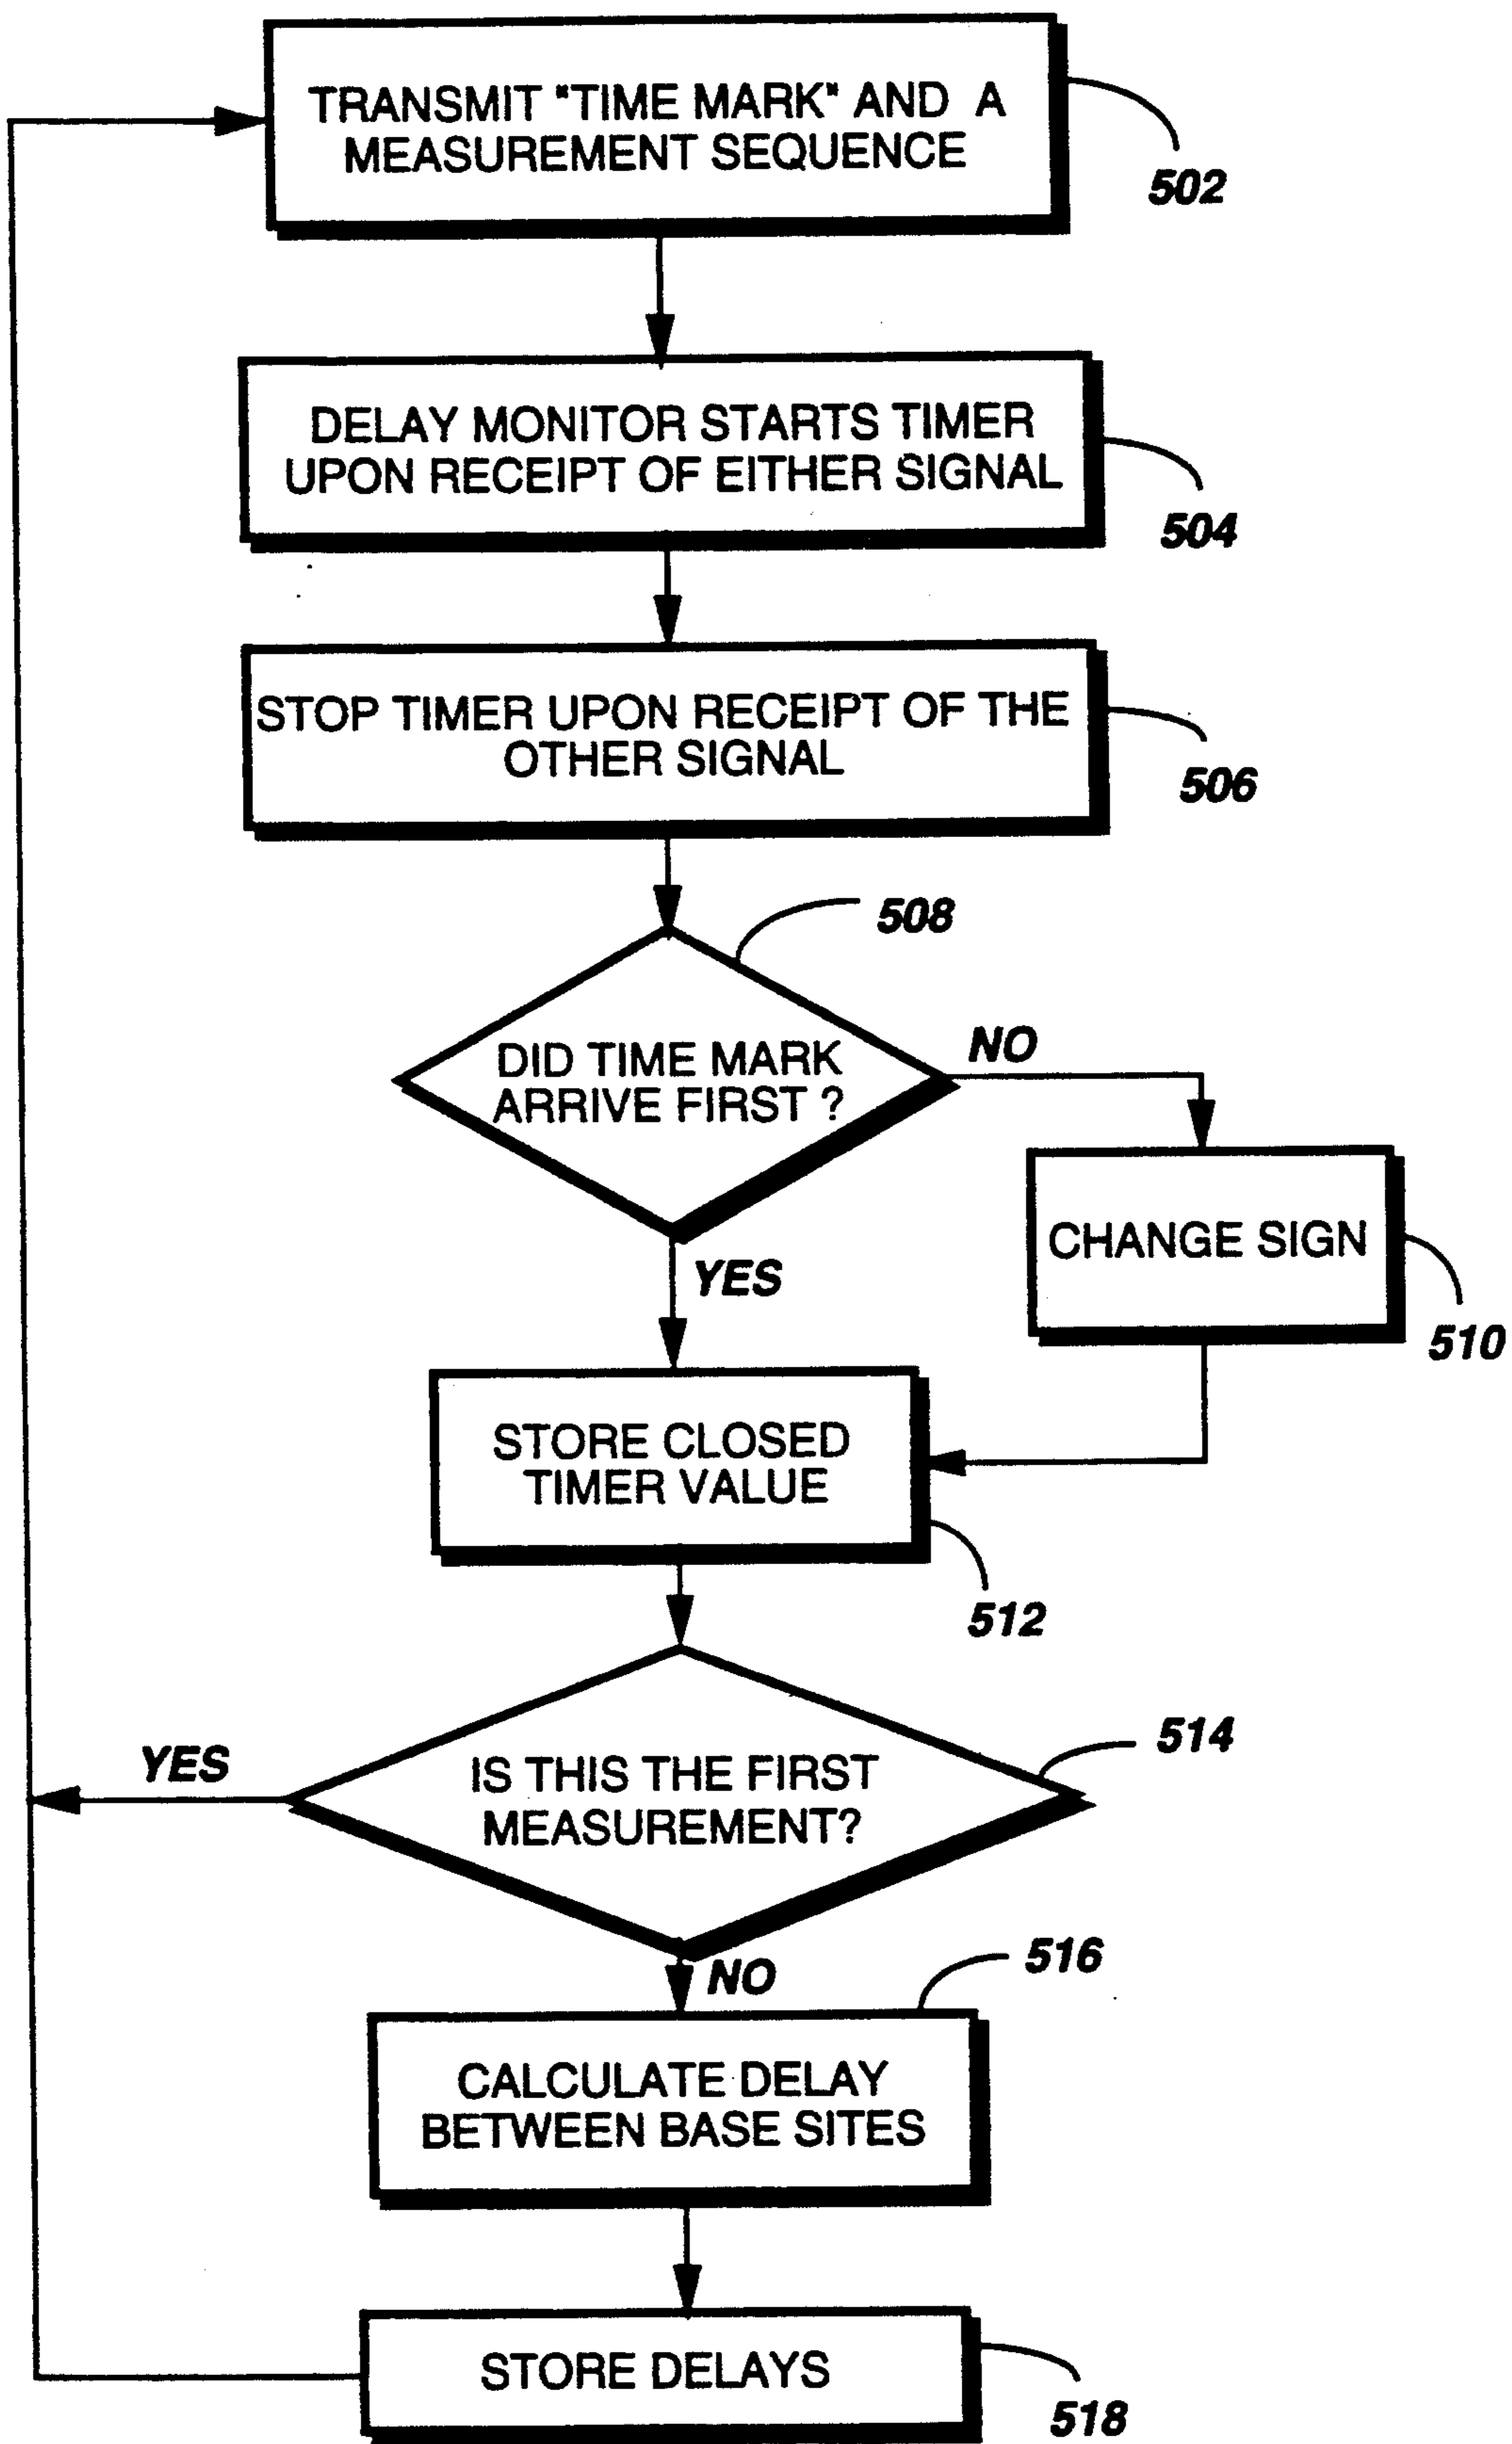 TRANSMIT "TIME MARK" AND A
MEASUREMENT SEQUENCE
502
DELAY MONITOR STARTS TIMER
UPON RECEIPT OF EITHER SIGNAL
504
STOP TIMER UPON RECEIPT OF THE
OTHER SIGNAL
506
508
DID TIME MARK
ARRIVE FIRST ?
NO
CHANGE SIGN
510
YES
STORE CLOSED
TIMER VALUE
512
514
IS THIS THE FIRST
MEASUREMENT?
YES
NO
516
CALCULATE DELAY
BETWEEN BASE SITES
STORE DELAYS
518